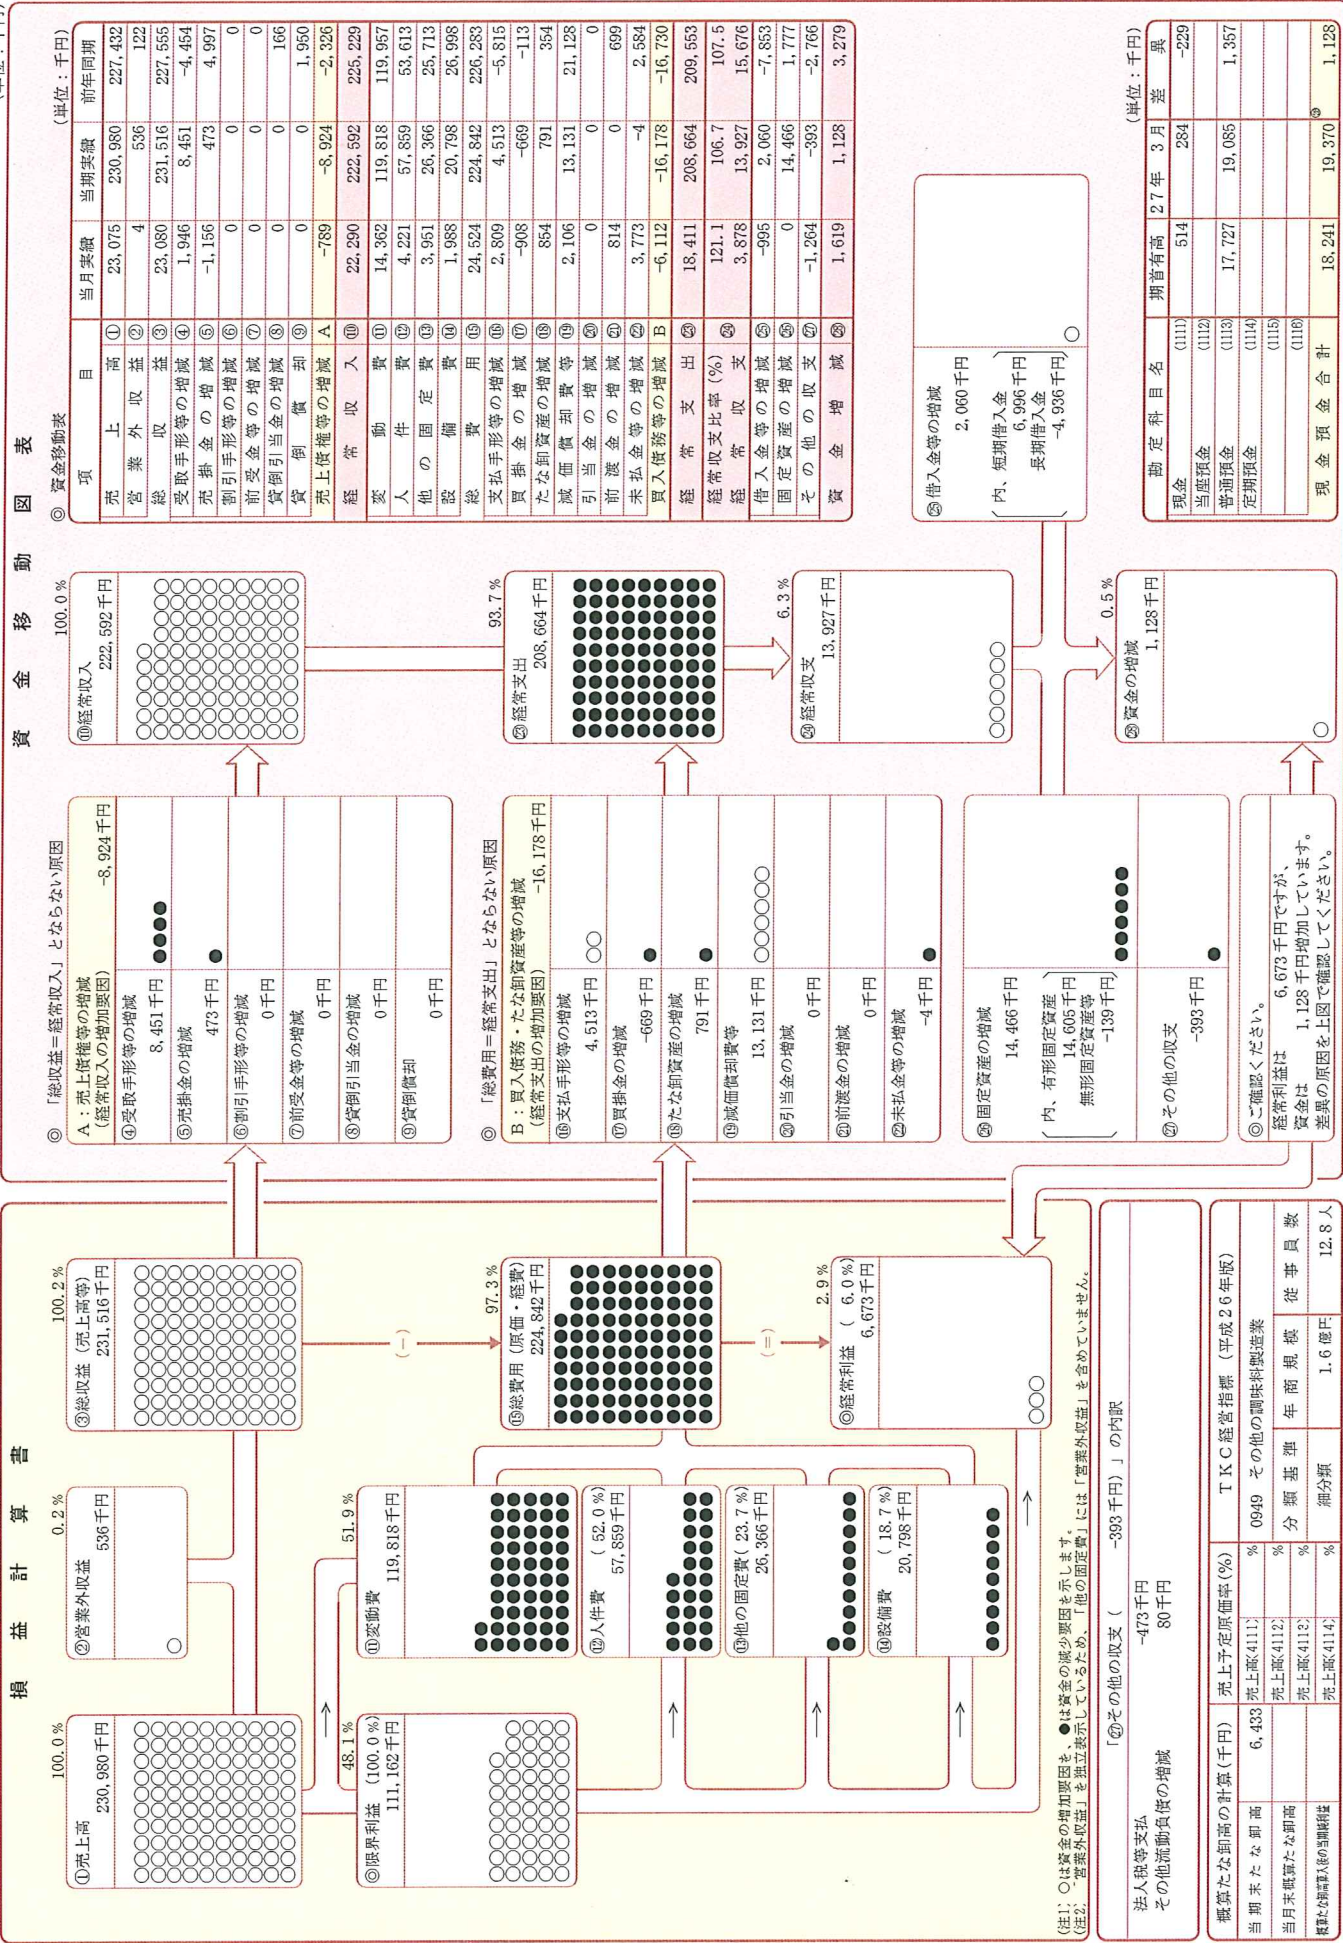 損益計算書
①売上高
100.0%
230,980千円
②営業外収益
0.2%
536千円
③総収益(売上高等)
100.2%
231,516千円
◎限界利益 (100.0%)
48.1%
111,162千円
⑪変動費
51.9%
119,818千円
⑫人件費 (52.0%)
57,859千円
⑬他の固定費(23.7%)
26,366千円
⑭設備費 (18.7%)
20,798千円
(-)
⑮総費用(原価・経費)
97.3%
224,842千円
(=)
◎経常利益 ( 6.0%)
2.9%
6,673千円
(注1)○は資金の増加要因を、●は資金の減少要因を示します。
(注2)「営業外収益」を独立表示しているため、「他の固定費」には「営業外収益」を含めていません。
「㉗その他の収支( -393千円)」の内訳
法人税等支払 -473千円
その他流動負債の増減 80千円
概算たな卸高の計算(千円)
当期末たな卸高 6,433
当月末概算たな卸高
概算たな卸高算入後の当期純利益
売上予定原価率(%)
売上高(4111) %
売上高(4112) %
売上高(4113) %
売上高(4114) %
TKC経営指標(平成26年版)
0949 その他の調味料製造業
分類基準 年商規模 従事員数
細分類 1.6億円 12.8人
資金移動図表
◎「総収益=経常収入」とならない原因
A:売上債権等の増減
(経常収入の増加要因) -8,924千円
④受取手形等の増減
8,451千円
⑤売掛金の増減
473千円
⑥割引手形等の増減
0千円
⑦前受金等の増減
0千円
⑧貸倒引当金の増減
0千円
⑨貸倒償却
0千円
⑩経常収入
100.0%
222,592千円
◎「総費用=経常支出」とならない原因
B:買入債務・たな卸資産等の増減
(経常支出の増加要因) -16,178千円
⑯支払手形等の増減
4,513千円
⑰買掛金の増減
-669千円
⑱たな卸資産の増減
791千円
⑲減価償却費等
13,131千円
⑳引当金の増減
0千円
㉑前渡金の増減
0千円
㉒未払金等の増減
-4千円
㉓経常支出
93.7%
208,664千円
㉔経常収支
6.3%
13,927千円
㉖固定資産の増減
14,466千円
内、有形固定資産
14,605千円
無形固定資産等
-139千円
㉗その他の収支
-393千円
㉕借入金等の増減
2,060千円
内、短期借入金
6,996千円
長期借入金
-4,936千円
㉘資金の増減
0.5%
1,128千円
◎ご確認ください。
経常利益は 6,673千円ですが、
資金は 1,128千円増加しています。
差異の原因を上図で確認してください。
◎ 資金移動表
(単位:千円)
項目 当月実績 当期実績 前年同期
売上高 ① 23,075 230,980 227,432
営業外収益 ② 4 536 122
総収益 ③ 23,080 231,516 227,555
受取手形等の増減 ④ 1,946 8,451 -4,454
売掛金の増減 ⑤ -1,156 473 4,997
割引手形等の増減 ⑥ 0 0 0
前受金等の増減 ⑦ 0 0 0
貸倒引当金の増減 ⑧ 0 0 166
貸倒償却 ⑨ 0 0 1,950
売上債権等の増減 A -789 -8,924 -2,326
経常収入 ⑩ 22,290 222,592 225,229
変動費 ⑪ 14,362 119,818 119,957
人件費 ⑫ 4,221 57,859 53,613
他の固定費 ⑬ 3,951 26,366 25,713
設備費 ⑭ 1,988 20,798 26,998
総費用 ⑮ 24,524 224,842 226,283
支払手形等の増減 ⑯ 2,809 4,513 -5,815
買掛金の増減 ⑰ -908 -669 -113
たな卸資産の増減 ⑱ 854 791 354
減価償却費等 ⑲ 2,106 13,131 21,128
引当金の増減 ⑳ 0 0 0
前渡金の増減 ㉑ 814 0 699
未払金等の増減 ㉒ 3,773 -4 2,584
買入債務等の増減 B -6,112 -16,178 -16,730
経常支出 ㉓ 18,411 208,664 209,553
経常収支比率(%) 121.1 106.7 107.5
経常収支 ㉔ 3,878 13,927 15,676
借入金等の増減 ㉕ -995 2,060 -7,853
固定資産の増減 ㉖ 0 14,466 1,777
その他の収支 ㉗ -1,264 -393 -2,766
資金増減 ㉘ 1,619 1,128 3,279
(単位:千円)
勘定科目名 期首有高 27年 3月 差異
現金 (1111) 514 284 -229
当座預金 (1112)
普通預金 (1113) 17,727 19,085 1,357
定期預金 (1114)
(1115)
(1116)
現金預金合計 18,241 19,370 ㉘ 1,128